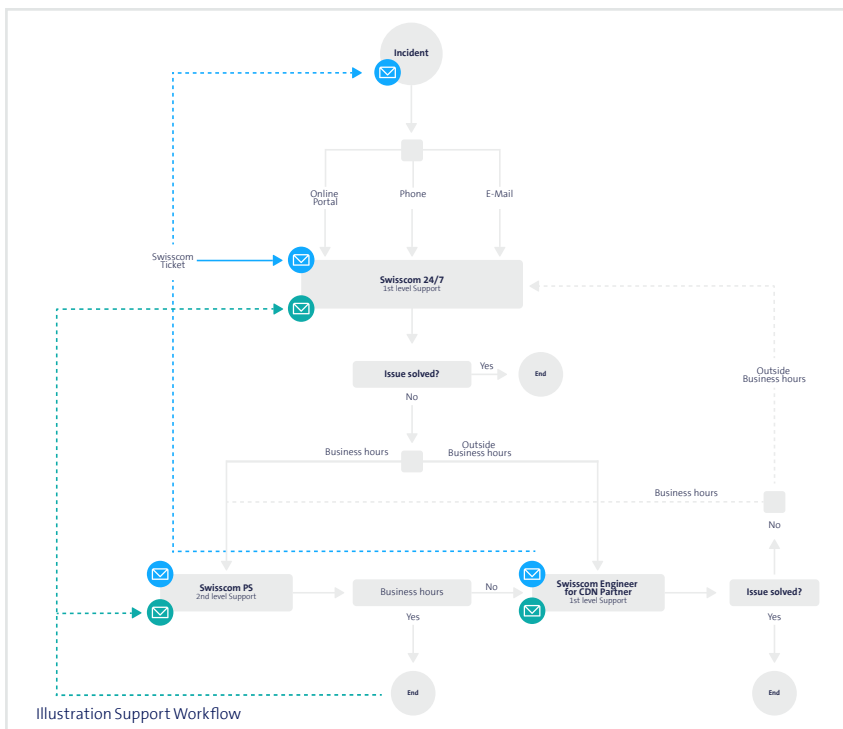 Incident
Online
Portal
Phone
E-Mail
Swisscom
Ticket
Swisscom 24/7
1st level Support
Issue solved?
Yes
End
No
Outside
Business hours
Business hours
Outside
Business hours
Business hours
No
Swisscom PS
2nd level Support
Business hours
No
Swisscom Engineer
for CDN Partner
1st level Support
Issue solved?
Yes
Yes
End
End
Illustration Support Workflow